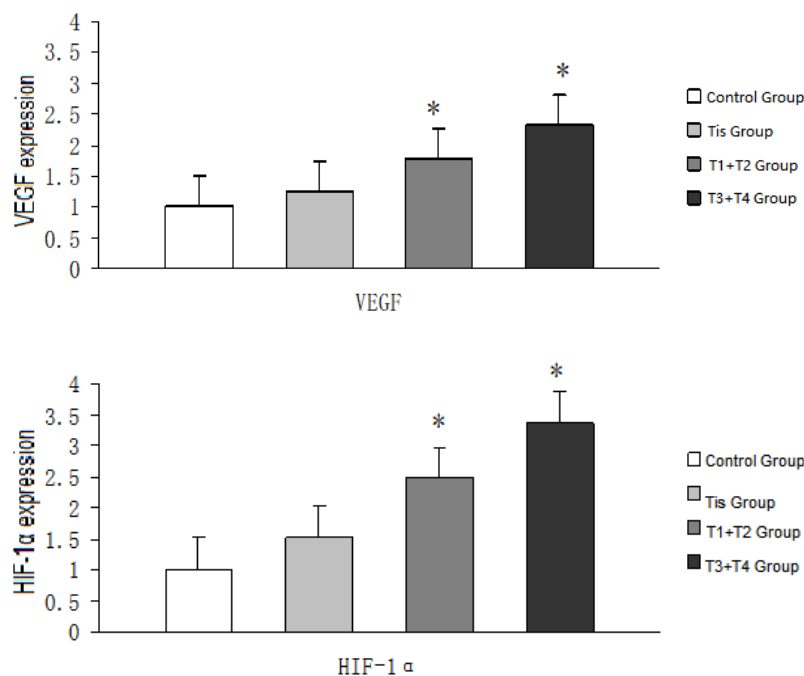 4
3.5
3
2.5
2
1.5
1
0.5
0
VEGF expression
*
*
VEGF
Control Group
Tis Group
T1+T2 Group
T3+T4 Group
4
3.5
3
2.5
2
1.5
1
0.5
0
HIF-1α expression
*
*
HIF-1α
Control Group
Tis Group
T1+T2 Group
T3+T4 Group